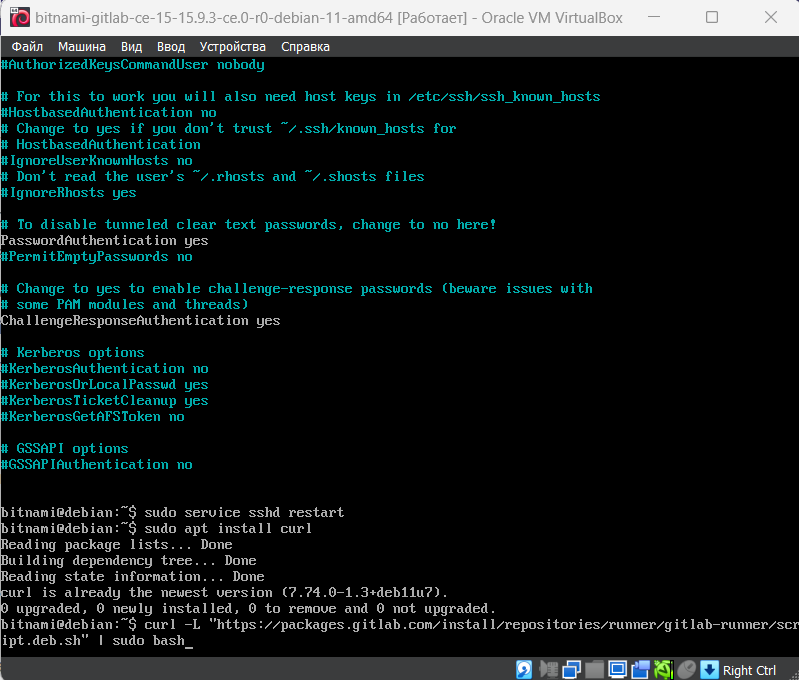 bitnami-gitlab-ce-15-15.9.3-ce.0-r0-debian-11-amd64 [Работает] - Oracle VM VirtualBox
Файл Машина Вид Ввод Устройства Справка
#AuthorizedKeysCommandUser nobody
# For this to work you will also need host keys in /etc/ssh/ssh_known_hosts
#HostbasedAuthentication no
# Change to yes if you don't trust ~/.ssh/known_hosts for
# HostbasedAuthentication
#IgnoreUserKnownHosts no
# Don't read the user's ~/.rhosts and ~/.shosts files
#IgnoreRhosts yes
# To disable tunneled clear text passwords, change to no here!
PasswordAuthentication yes
#PermitEmptyPasswords no
# Change to yes to enable challenge-response passwords (beware issues with
# some PAM modules and threads)
ChallengeResponseAuthentication yes
# Kerberos options
#KerberosAuthentication no
#KerberosOrLocalPasswd yes
#KerberosTicketCleanup yes
#KerberosGetAFSToken no
# GSSAPI options
#GSSAPIAuthentication no
bitnami@debian:~$ sudo service sshd restart
bitnami@debian:~$ sudo apt install curl
Reading package lists... Done
Building dependency tree... Done
Reading state information... Done
curl is already the newest version (7.74.0-1.3+deb11u7).
0 upgraded, 0 newly installed, 0 to remove and 0 not upgraded.
bitnami@debian:~$ curl -L "https://packages.gitlab.com/install/repositories/runner/gitlab-runner/scr
ipt.deb.sh" | sudo bash_
Right Ctrl